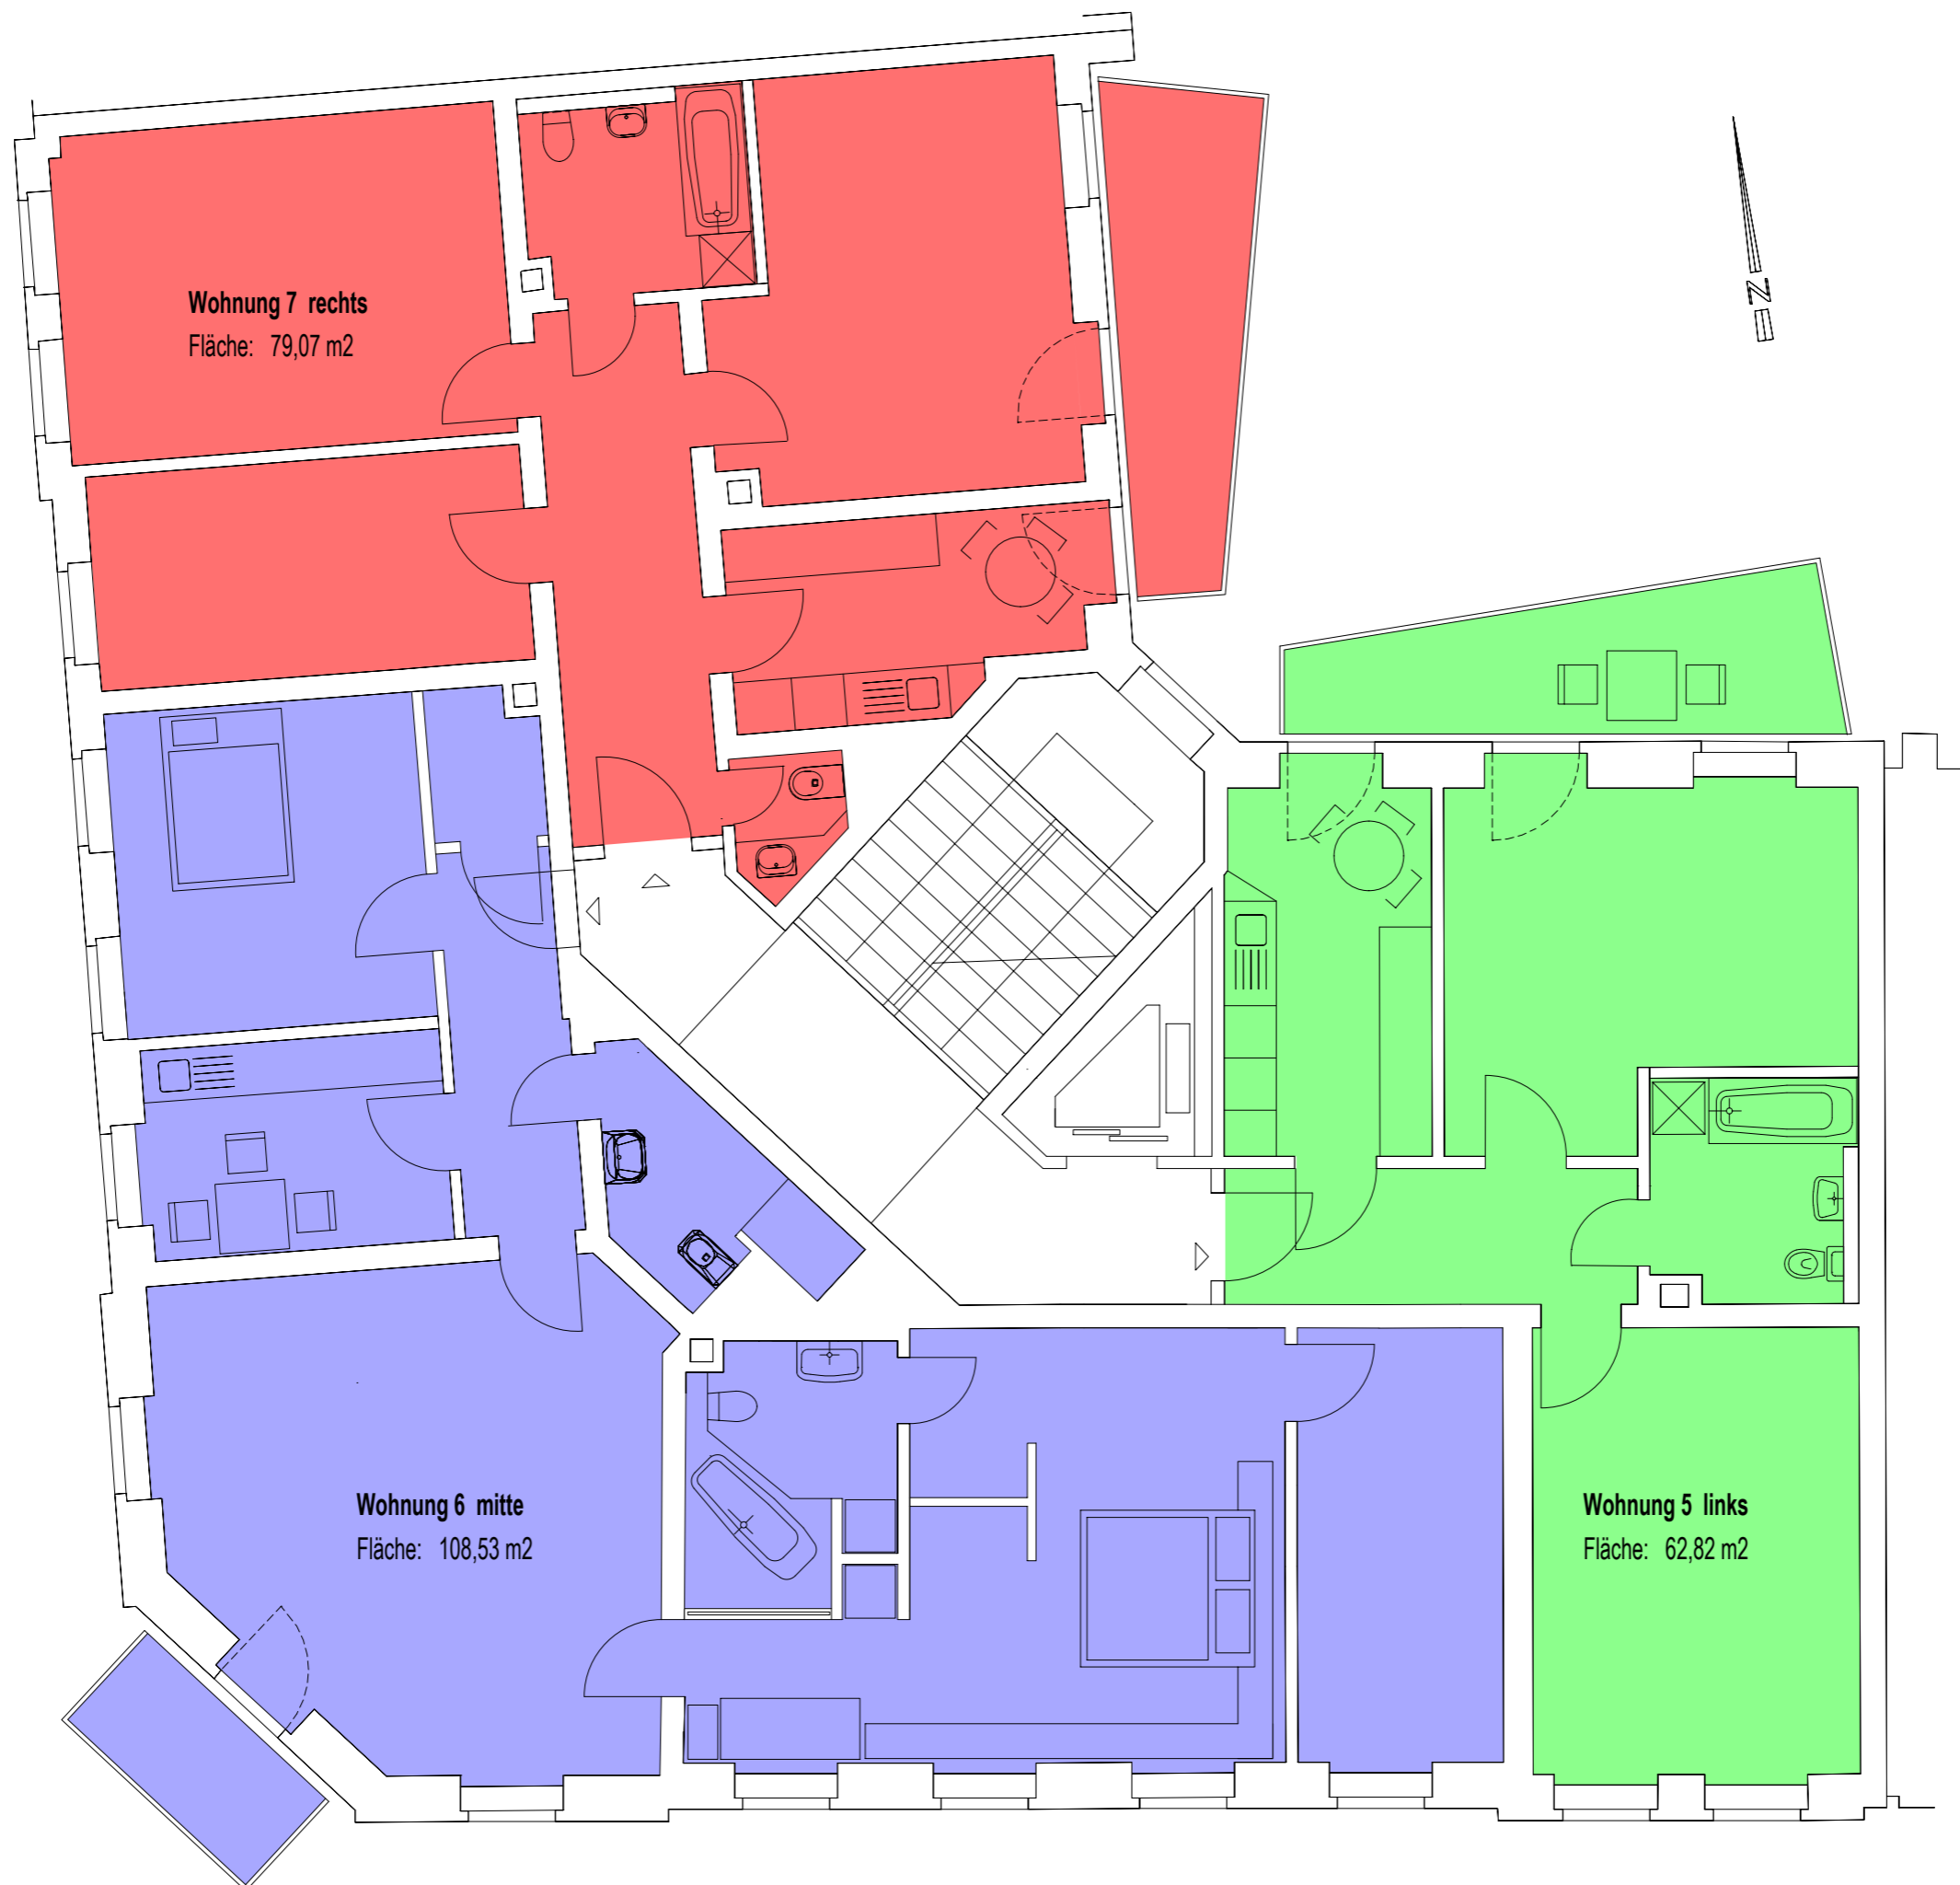 Wohnung 7 rechts
Fläche: 79,07 m2
N
Wohnung 6 mitte
Fläche: 108,53 m2
Wohnung 5 links
Fläche: 62,82 m2